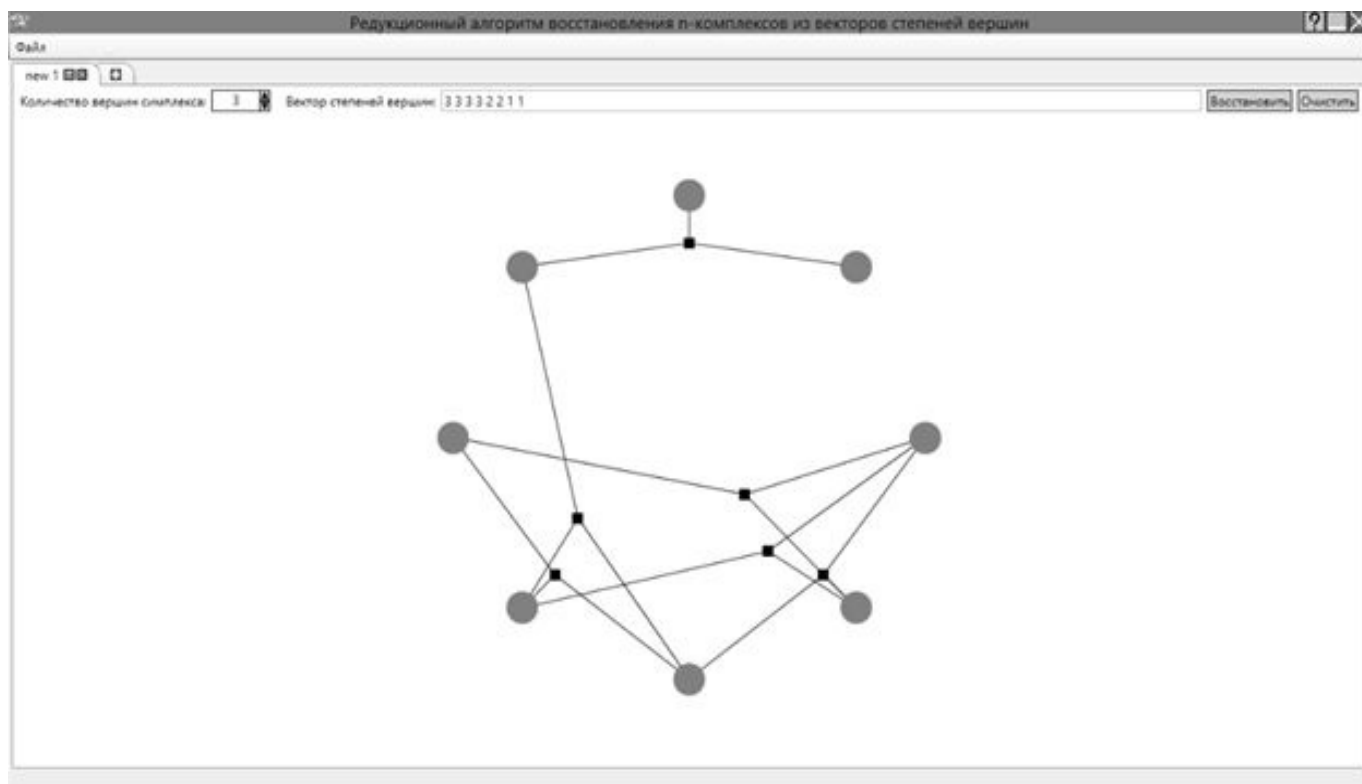 Редукционный алгоритм восстановления n-комплексов из векторов степеней вершин
Файл
new 1
Количество вершин симплекса: 3 Вектор степеней вершин: 3 3 3 3 2 2 1 1 Восстановить Очистить